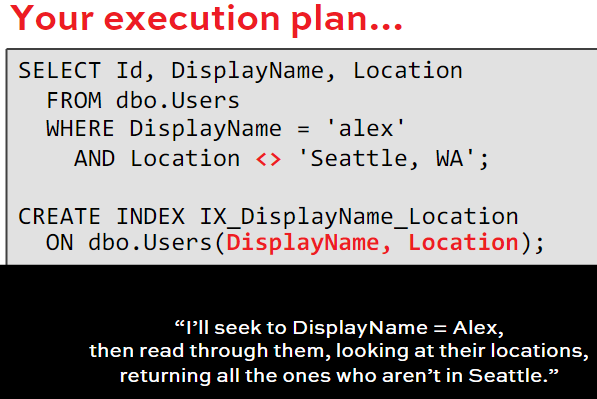 Your execution plan...
SELECT Id, DisplayName, Location
FROM dbo.Users
WHERE DisplayName = 'alex'
AND Location <> 'Seattle, WA';
CREATE INDEX IX_DisplayName_Location
ON dbo.Users(DisplayName, Location);
“I’ll seek to DisplayName = Alex,
then read through them, looking at their locations,
returning all the ones who aren’t in Seattle.”